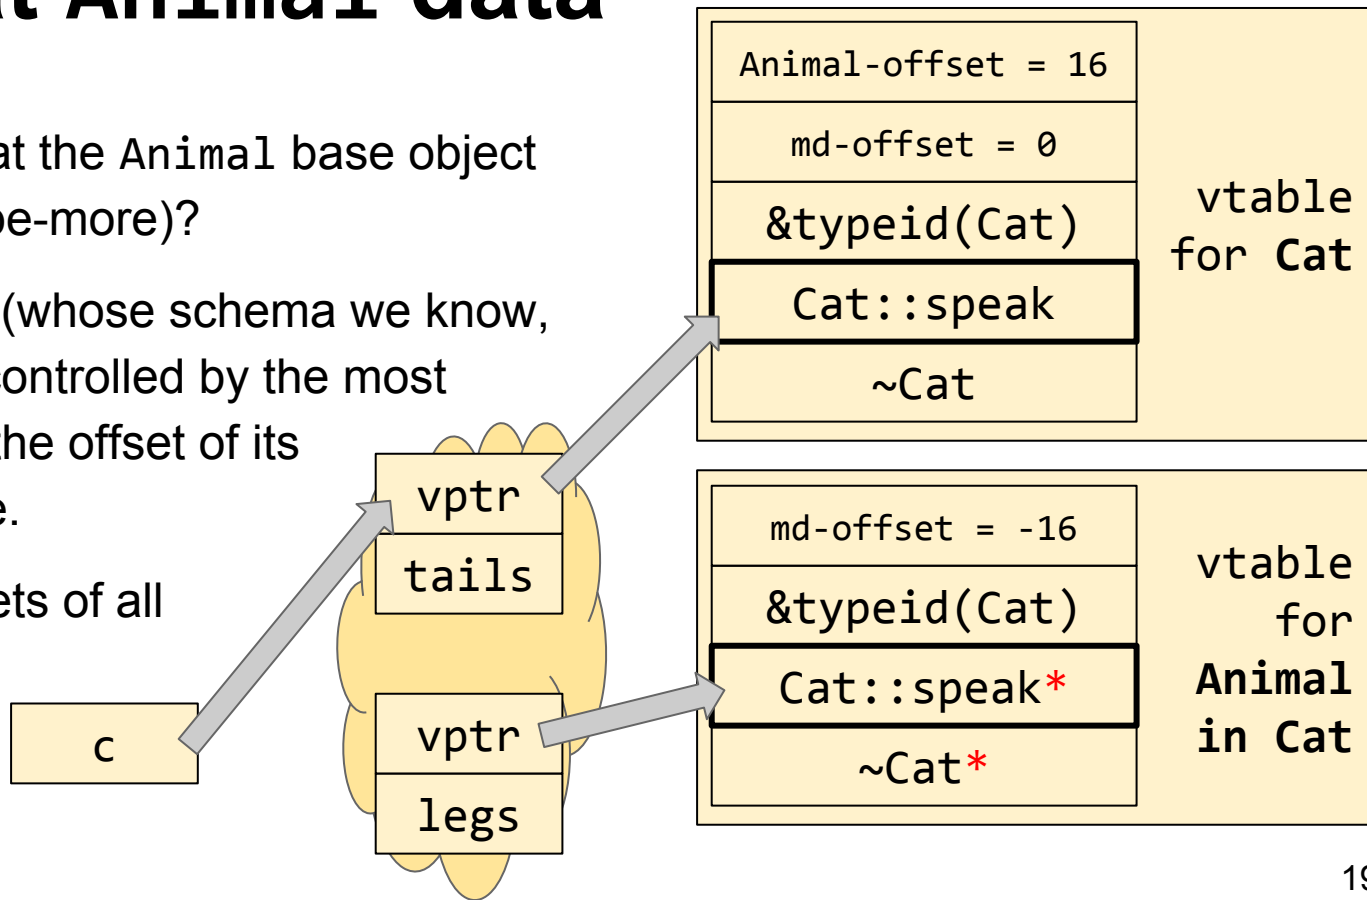 Animal data
at the Animal base object
be-more)?
(whose schema we know,
controlled by the most
the offset of its
ets of all
c
vptr
tails
vptr
legs
Animal-offset = 16
md-offset = 0
&typeid(Cat)
Cat::speak
~Cat
vtable
for Cat
md-offset = -16
&typeid(Cat)
Cat::speak*
~Cat*
vtable
for
Animal
in Cat
19